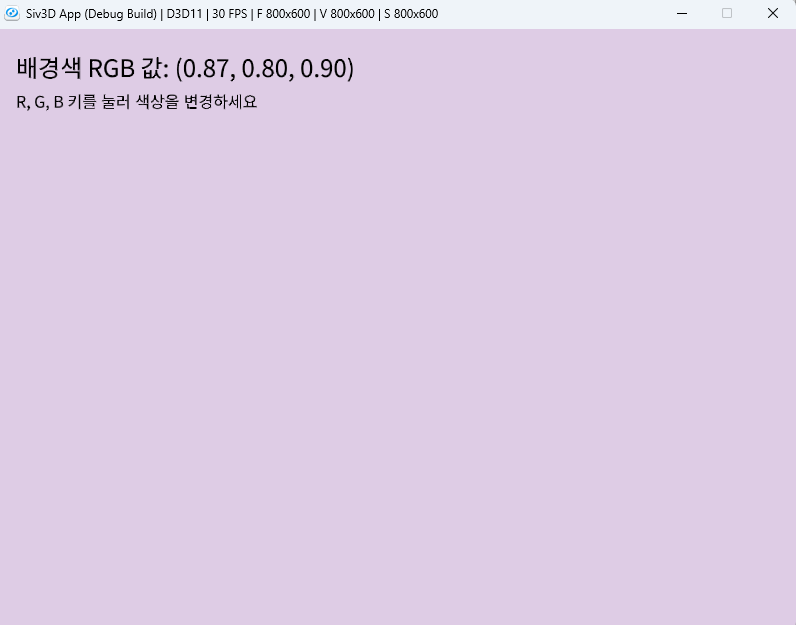 Siv3D App (Debug Build) | D3D11 | 30 FPS | F 800x600 | V 800x600 | S 800x600
배경색 RGB 값: (0.87, 0.80, 0.90)
R, G, B 키를 눌러 색상을 변경하세요